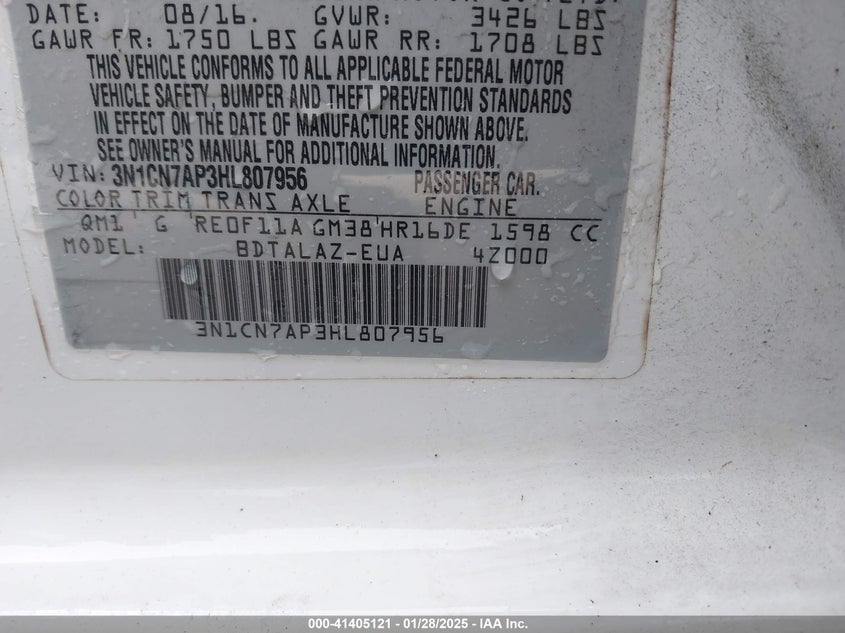 DATE: 08/16. GVWR: 3426 LBS
GAWR FR: 1750 LBS GAWR RR: 1708 LBS
THIS VEHICLE CONFORMS TO ALL APPLICABLE FEDERAL MOTOR
VEHICLE SAFETY, BUMPER AND THEFT PREVENTION STANDARDS
IN EFFECT ON THE DATE OF MANUFACTURE SHOWN ABOVE.
SEE OWNER'S MANUAL FOR ADDITIONAL INFORMATION.
VIN: 3N1CN7AP3HL807956 PASSENGER CAR.
COLOR TRIM TRANS AXLE ENGINE
QM1 G RE0F11A GM38 HR16DE 1598 CC
MODEL: BDTALAZ-EUA 4Z000
3N1CN7AP3HL807956
000-41405121 - 01/28/2025 - IAA Inc.